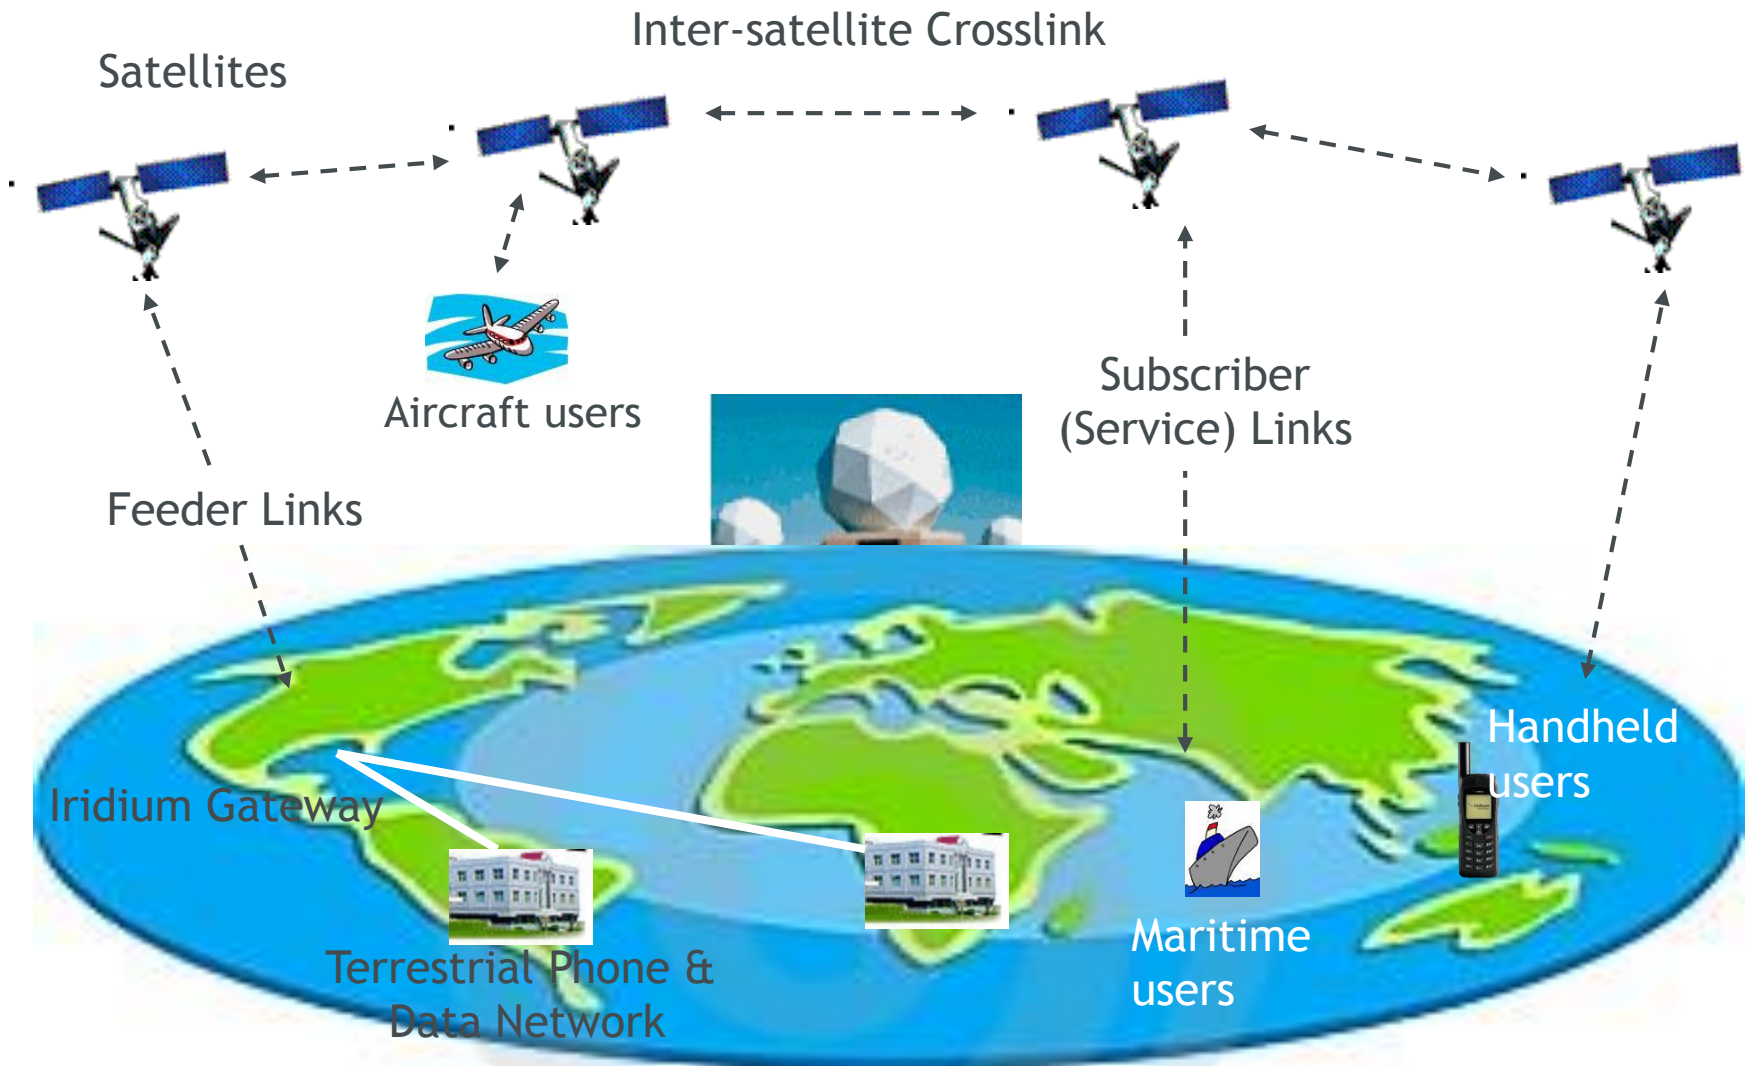 Inter-satellite Crosslink
Satellites
Aircraft users
Subscriber
(Service) Links
Feeder Links
Handheld
users
Iridium Gateway
Maritime
users
Terrestrial Phone &
Data Network